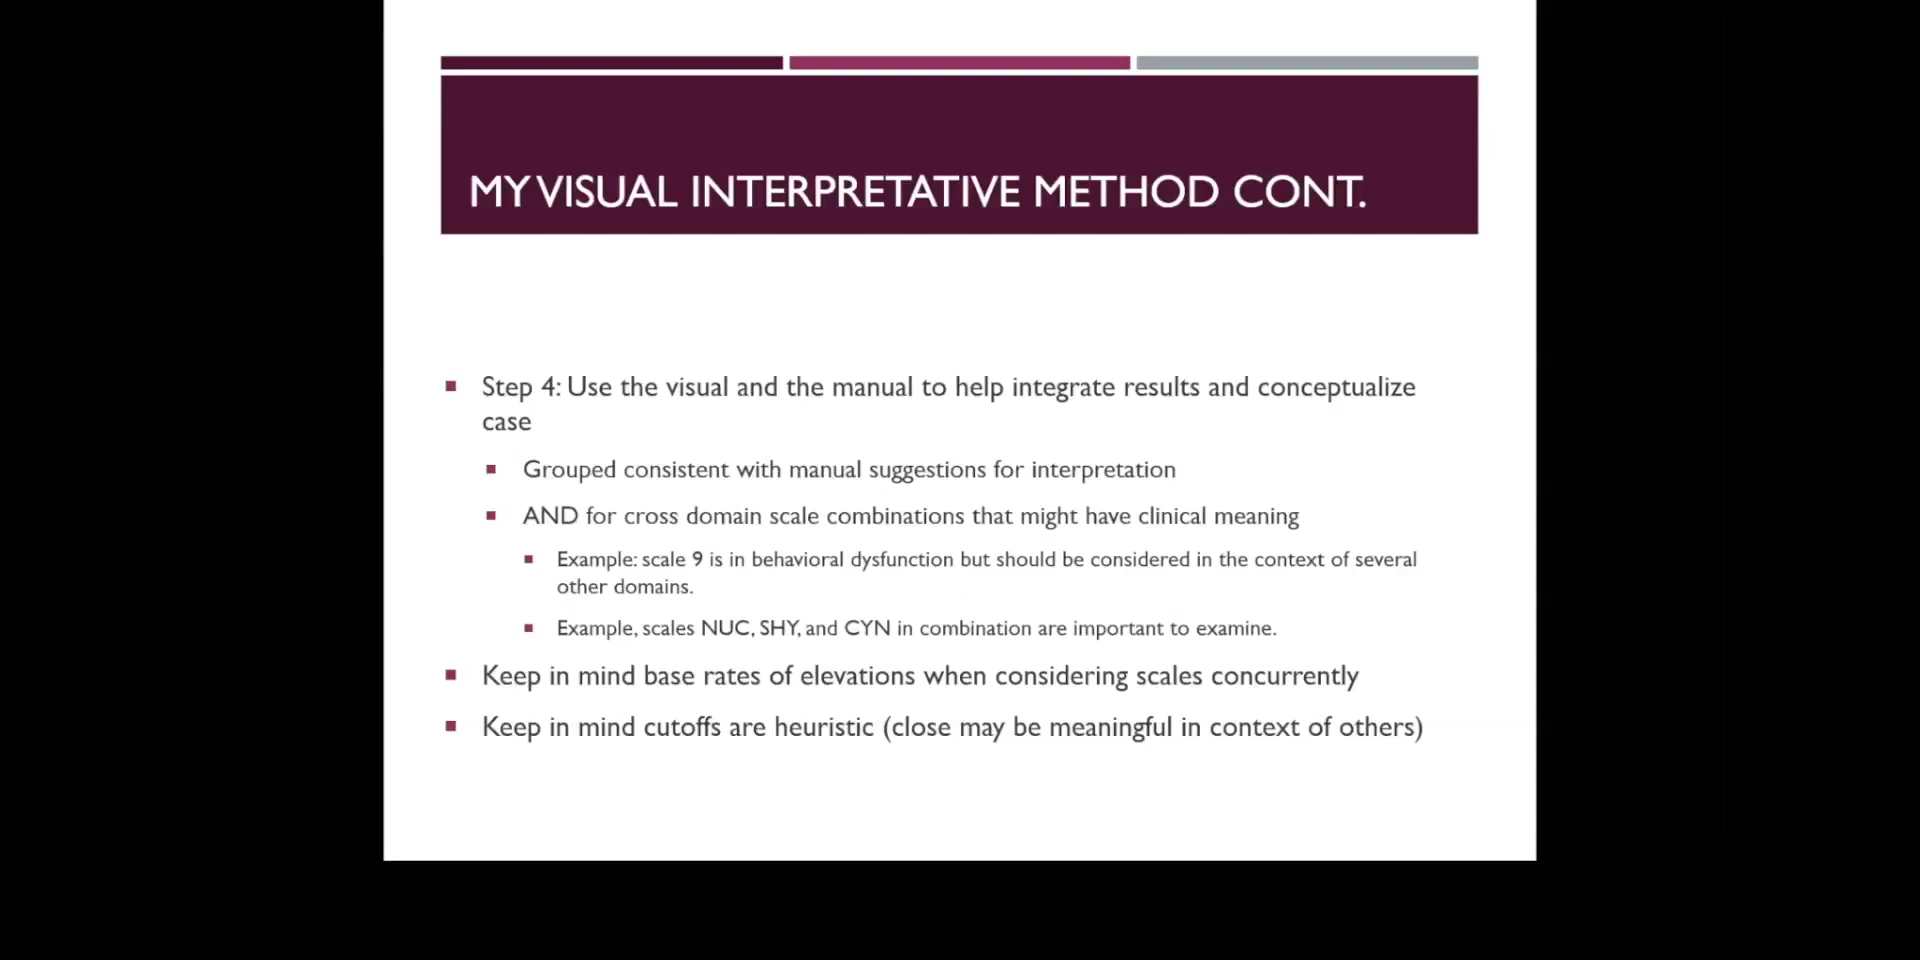 MY VISUAL INTERPRETATIVE METHOD CONT.
Step 4: Use the visual and the manual to help integrate results and conceptualize
case
Grouped consistent with manual suggestions for interpretation
AND for cross domain scale combinations that might have clinical meaning
Example: scale 9 is in behavioral dysfunction but should be considered in the context of several
other domains.
Example, scales NUC, SHY, and CYN in combination are important to examine.
Keep in mind base rates of elevations when considering scales concurrently
Keep in mind cutoffs are heuristic (close may be meaningful in context of others)